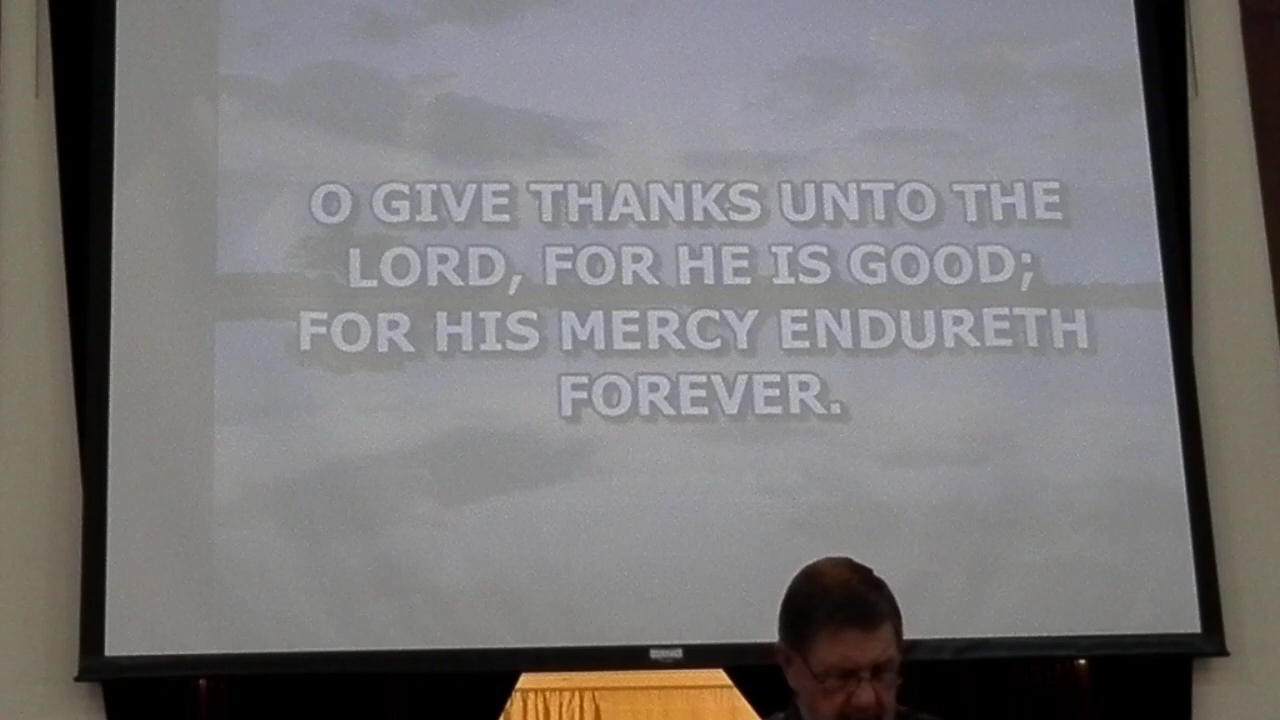 O GIVE THANKS UNTO THE
LORD, FOR HE IS GOOD;
FOR HIS MERCY ENDURETH
FOREVER.